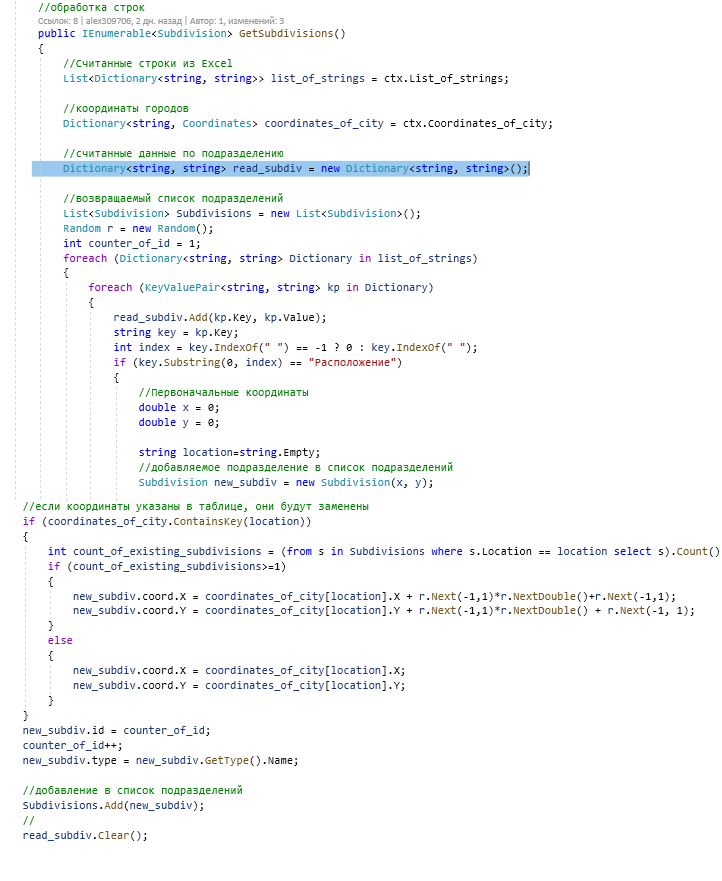 //обработка строк
Ссылок: 8 | alex309706, 2 дн. назад | Автор: 1, изменений: 3
public IEnumerable<Subdivision> GetSubdivisions()
{
//Считанные строки из Excel
List<Dictionary<string, string>> list_of_strings = ctx.List_of_strings;
//координаты городов
Dictionary<string, Coordinates> coordinates_of_city = ctx.Coordinates_of_city;
//считанные данные по подразделению
Dictionary<string, string> read_subdiv = new Dictionary<string, string>();
//возвращаемый список подразделений
List<Subdivision> Subdivisions = new List<Subdivision>();
Random r = new Random();
int counter_of_id = 1;
foreach (Dictionary<string, string> Dictionary in list_of_strings)
{
foreach (KeyValuePair<string, string> kp in Dictionary)
{
read_subdiv.Add(kp.Key, kp.Value);
string key = kp.Key;
int index = key.IndexOf(" ") == -1 ? 0 : key.IndexOf(" ");
if (key.Substring(0, index) == "Расположение")
{
//Первоначальные координаты
double x = 0;
double y = 0;
string location=string.Empty;
//добавляемое подразделение в список подразделений
Subdivision new_subdiv = new Subdivision(x, y);
//если координаты указаны в таблице, они будут заменены
if (coordinates_of_city.ContainsKey(location))
{
int count_of_existing_subdivisions = (from s in Subdivisions where s.Location == location select s).Count()
if (count_of_existing_subdivisions>=1)
{
new_subdiv.coord.X = coordinates_of_city[location].X + r.Next(-1,1)*r.NextDouble()+r.Next(-1,1);
new_subdiv.coord.Y = coordinates_of_city[location].Y + r.Next(-1,1)*r.NextDouble() + r.Next(-1, 1);
}
else
{
new_subdiv.coord.X = coordinates_of_city[location].X;
new_subdiv.coord.Y = coordinates_of_city[location].Y;
}
}
new_subdiv.id = counter_of_id;
counter_of_id++;
new_subdiv.type = new_subdiv.GetType().Name;
//добавление в список подразделений
Subdivisions.Add(new_subdiv);
//
read_subdiv.Clear();